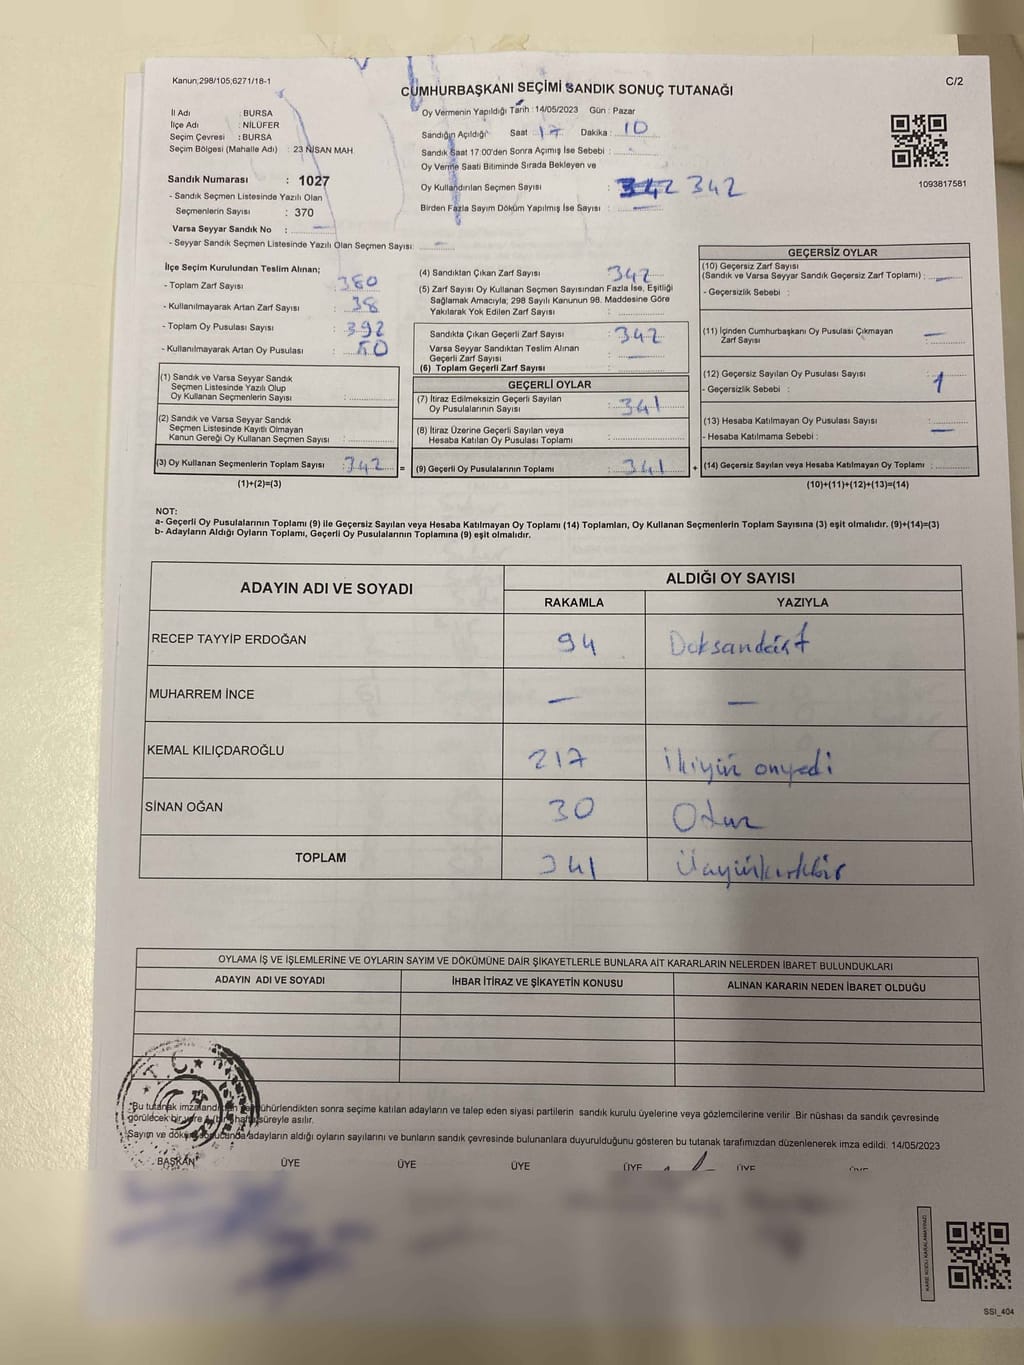 Kanun;298/105,6271/18-1
C/2
CUMHURBAŞKANI SEÇİMİ SANDIK SONUÇ TUTANAĞI
İl Adı : BURSA
İlçe Adı : NİLÜFER
Seçim Çevresi : BURSA
Seçim Bölgesi (Mahalle Adı) : 23 NİSAN MAH.
Oy Vermenin Yapıldığı Tarih : 14/05/2023 Gün : Pazar
Sandığın Açıldığı Saat : 17 Dakika : 10
Sandık Saat 17:00'den Sonra Açımış İse Sebebi :
Oy Verme Saati Bitiminde Sırada Bekleyen ve
Oy Kullandırılan Seçmen Sayısı : 342 342
Birden Fazla Sayım Döküm Yapılmış İse Sayısı : —
1093817581
Sandık Numarası : 1027
- Sandık Seçmen Listesinde Yazılı Olan
Seçmenlerin Sayısı : 370
Varsa Seyyar Sandık No : —
- Seyyar Sandık Seçmen Listesinde Yazılı Olan Seçmen Sayısı: —
İlçe Seçim Kurulundan Teslim Alınan;
- Toplam Zarf Sayısı : 380
- Kullanılmayarak Artan Zarf Sayısı : 38
- Toplam Oy Pusulası Sayısı : 392
- Kullanılmayarak Artan Oy Pusulası : 50
(1) Sandık ve Varsa Seyyar Sandık
Seçmen Listesinde Yazılı Olup
Oy Kullanan Seçmenlerin Sayısı :
(2) Sandık ve Varsa Seyyar Sandık
Seçmen Listesinde Kayıtlı Olmayan
Kanun Gereği Oy Kullanan Seçmen Sayısı :
(3) Oy Kullanan Seçmenlerin Toplam Sayısı : 342 =
(1)+(2)=(3)
(4) Sandıktan Çıkan Zarf Sayısı : 342
(5) Zarf Sayısı Oy Kullanan Seçmen Sayısından Fazla İse, Eşitliği
Sağlamak Amacıyla; 298 Sayılı Kanunun 98. Maddesine Göre
Yakılarak Yok Edilen Zarf Sayısı :
Sandıkta Çıkan Geçerli Zarf Sayısı : 342
Varsa Seyyar Sandıktan Teslim Alınan
Geçerli Zarf Sayısı : —
(6) Toplam Geçerli Zarf Sayısı :
GEÇERLİ OYLAR
(7) İtiraz Edilmeksizin Geçerli Sayılan
Oy Pusulalarının Sayısı : 341
(8) İtiraz Üzerine Geçerli Sayılan veya
Hesaba Katılan Oy Pusulası Toplamı :
(9) Geçerli Oy Pusulalarının Toplamı : 341 +
GEÇERSİZ OYLAR
(10) Geçersiz Zarf Sayısı
(Sandık ve Varsa Seyyar Sandık Geçersiz Zarf Toplamı) : —
- Geçersizlik Sebebi :
(11) İçinden Cumhurbaşkanı Oy Pusulası Çıkmayan
Zarf Sayısı : —
(12) Geçersiz Sayılan Oy Pusulası Sayısı : 1
- Geçersizlik Sebebi :
(13) Hesaba Katılmayan Oy Pusulası Sayısı : —
- Hesaba Katılmama Sebebi :
(14) Geçersiz Sayılan veya Hesaba Katılmayan Oy Toplamı :
(10)+(11)+(12)+(13)=(14)
NOT:
a- Geçerli Oy Pusulalarının Toplamı (9) ile Geçersiz Sayılan veya Hesaba Katılmayan Oy Toplamı (14) Toplamları, Oy Kullanan Seçmenlerin Toplam Sayısına (3) eşit olmalıdır. (9)+(14)=(3)
b- Adayların Aldığı Oyların Toplamı, Geçerli Oy Pusulalarının Toplamına (9) eşit olmalıdır.
ADAYIN ADI VE SOYADI
ALDIĞI OY SAYISI
RAKAMLA YAZIYLA
RECEP TAYYİP ERDOĞAN 94 Doksandört
MUHARREM İNCE — —
KEMAL KILIÇDAROĞLU 217 ikiyüz onyedi
SİNAN OĞAN 30 Otuz
TOPLAM 341 Üçyüzkırkbir
OYLAMA İŞ VE İŞLEMLERİNE VE OYLARIN SAYIM VE DÖKÜMÜNE DAİR ŞİKAYETLERLE BUNLARA AİT KARARLARIN NELERDEN İBARET BULUNDUKLARI
ADAYIN ADI VE SOYADI İHBAR İTİRAZ VE ŞİKAYETİN KONUSU ALINAN KARARIN NEDEN İBARET OLDUĞU
T.C.
"Bu tutanak mühürlendikten sonra seçime katılan adayların ve talep eden siyasi partilerin sandık kurulu üyelerine veya gözlemcilerine verilir .Bir nüshası da sandık çevresinde
görülecek bir yere süreyle asılır.
Sayım ve döküm sonucunda adayların aldığı oyların sayılarını ve bunların sandık çevresinde bulunanlara duyurulduğunu gösteren bu tutanak tarafımızdan düzenlenerek imza edildi. 14/05/2023
BAŞKAN ÜYE ÜYE ÜYE ÜYE ÜYE
SSI_404